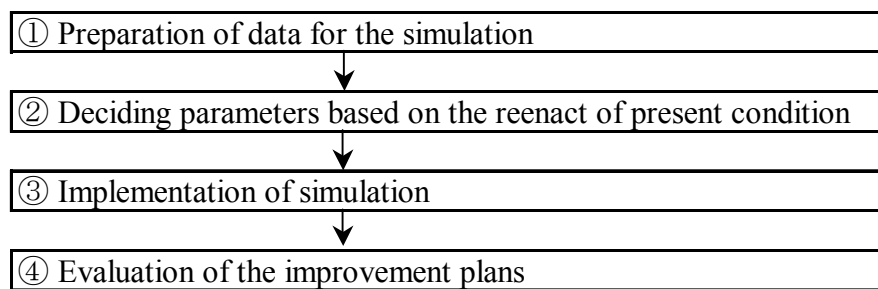 ① Preparation of data for the simulation
② Deciding parameters based on the reenact of present condition
③ Implementation of simulation
④ Evaluation of the improvement plans